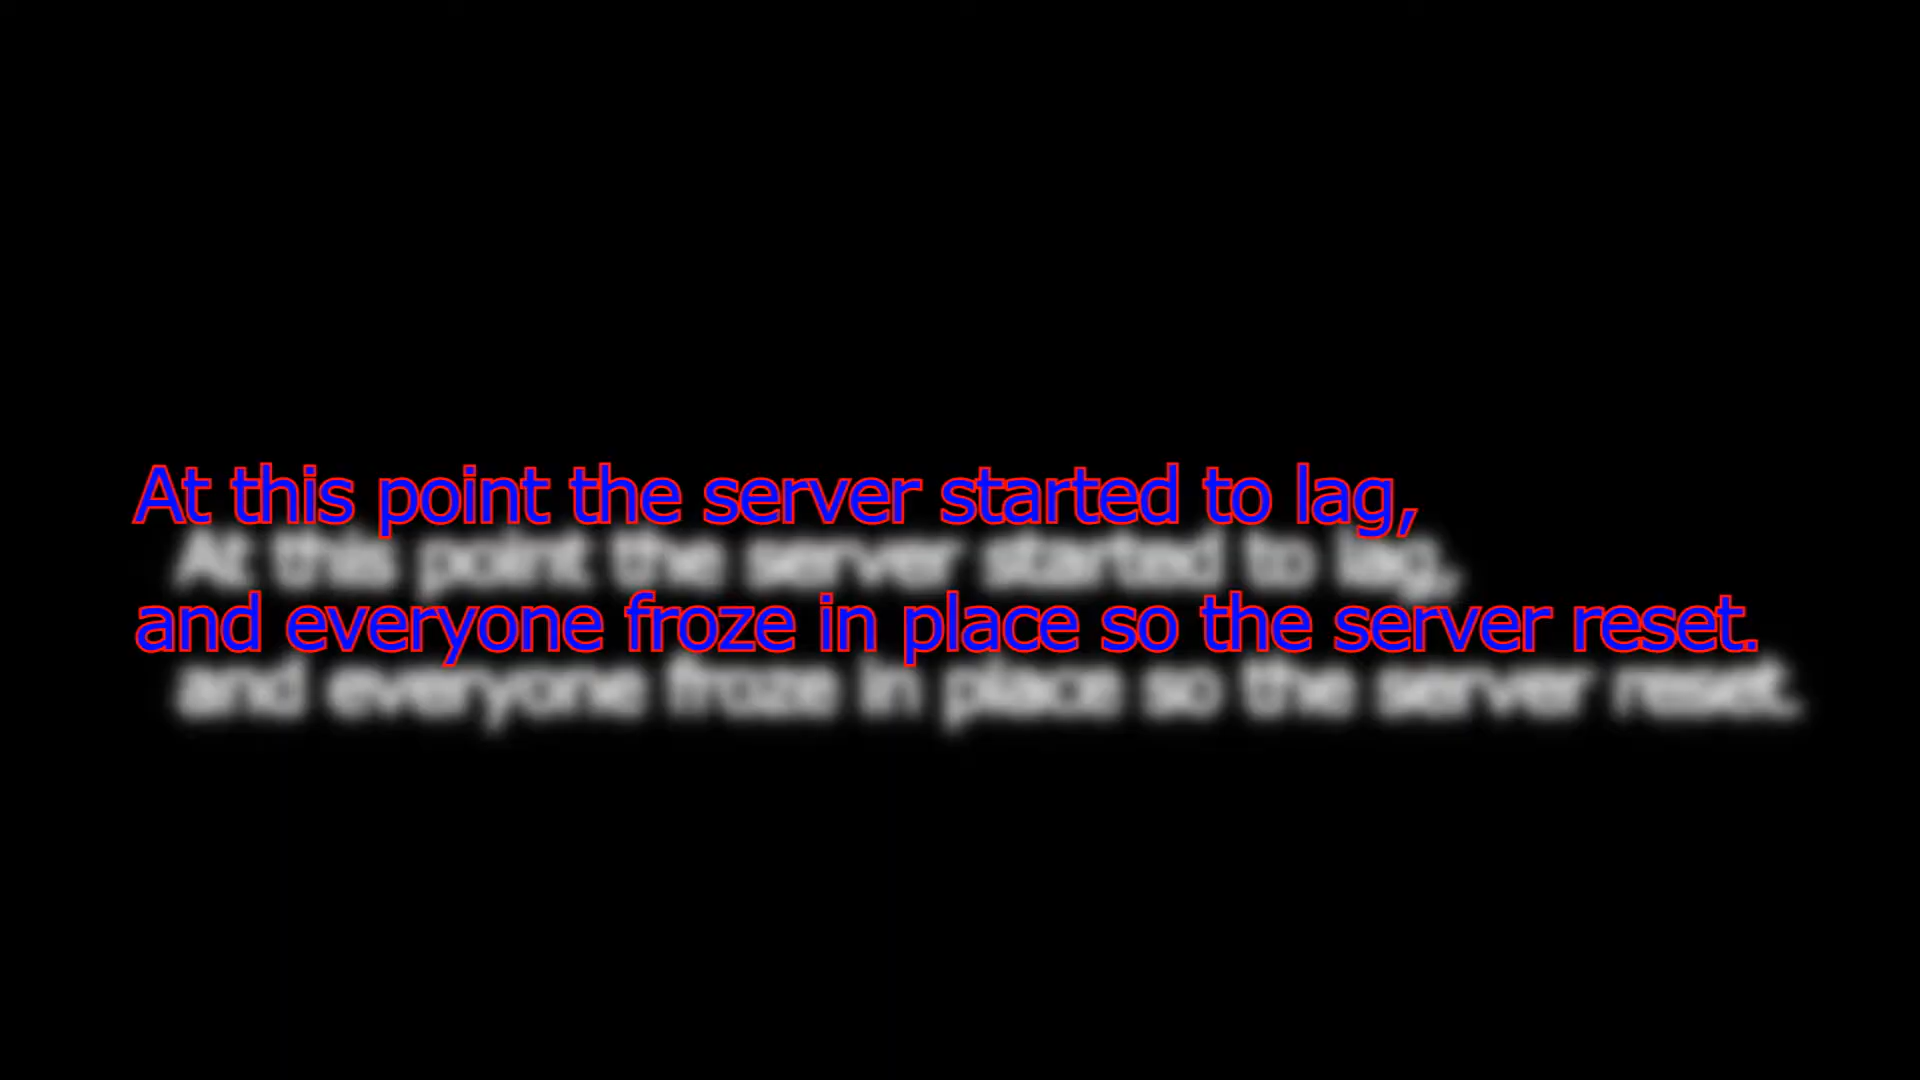 At this point the server started to lag,
and everyone froze in place so the server reset.